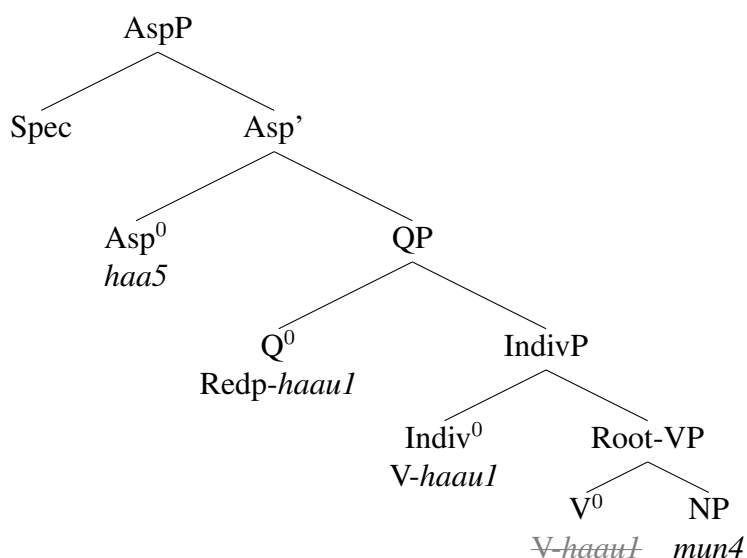 AspP
Spec Asp’
Asp⁰ QP
haa5
Q⁰ IndivP
Redp-haau1
Indiv⁰ Root-VP
V-haau1
V⁰ NP
V-haau1 mun4